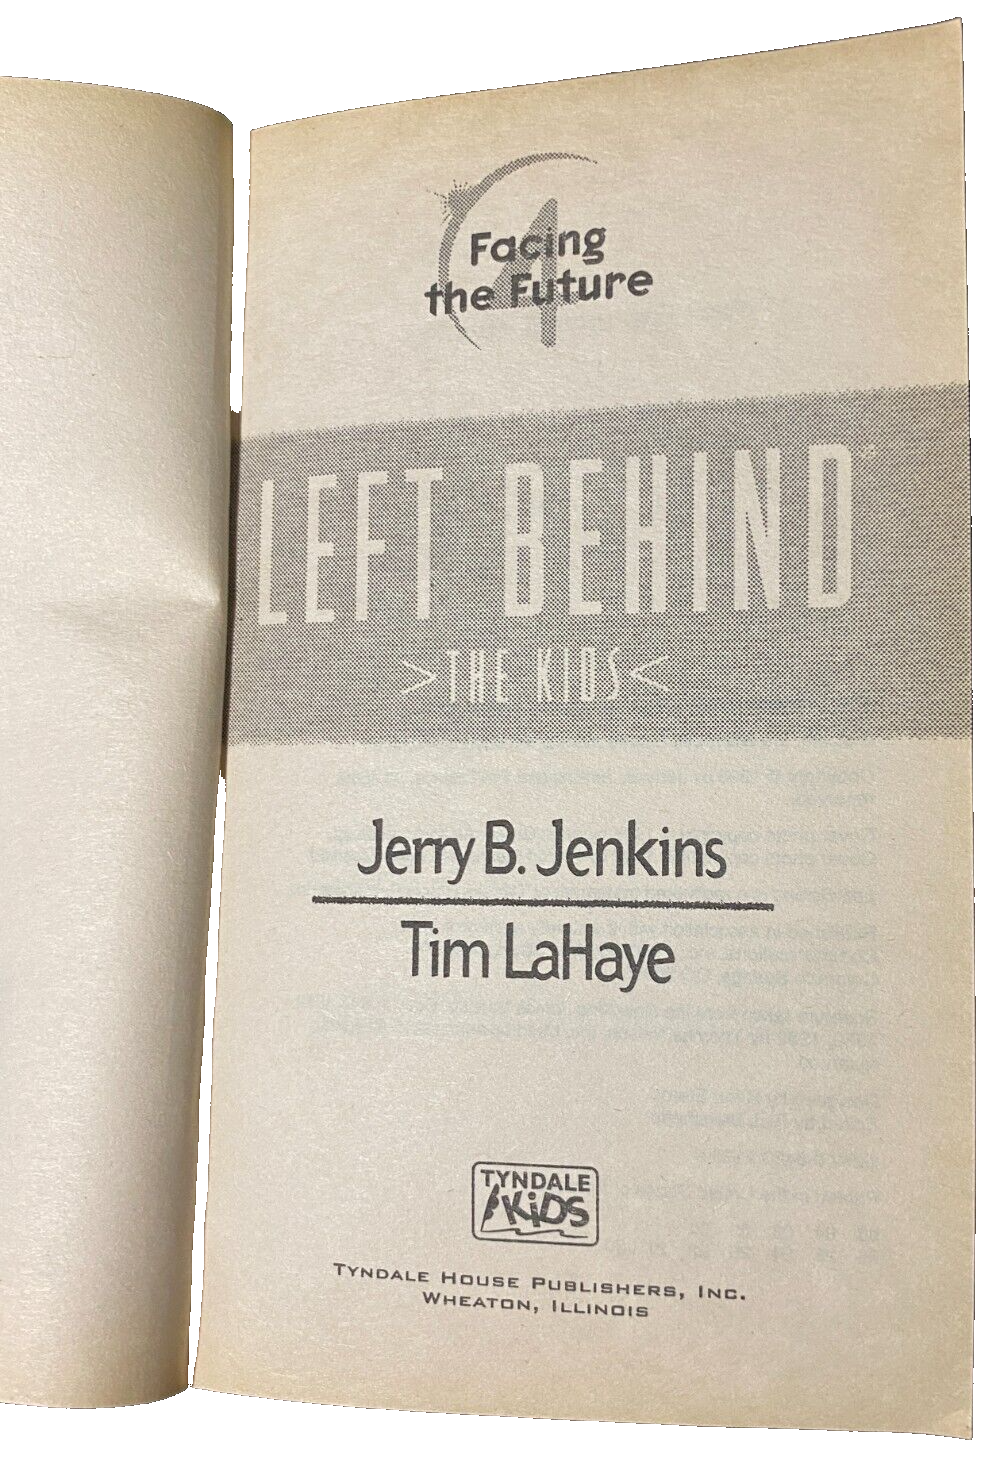 4
Facing
the Future
LEFT BEHIND®
>THE KIDS<
Jerry B. Jenkins
Tim LaHaye
TYNDALE
KIDS
TYNDALE HOUSE PUBLISHERS, INC.
WHEATON, ILLINOIS